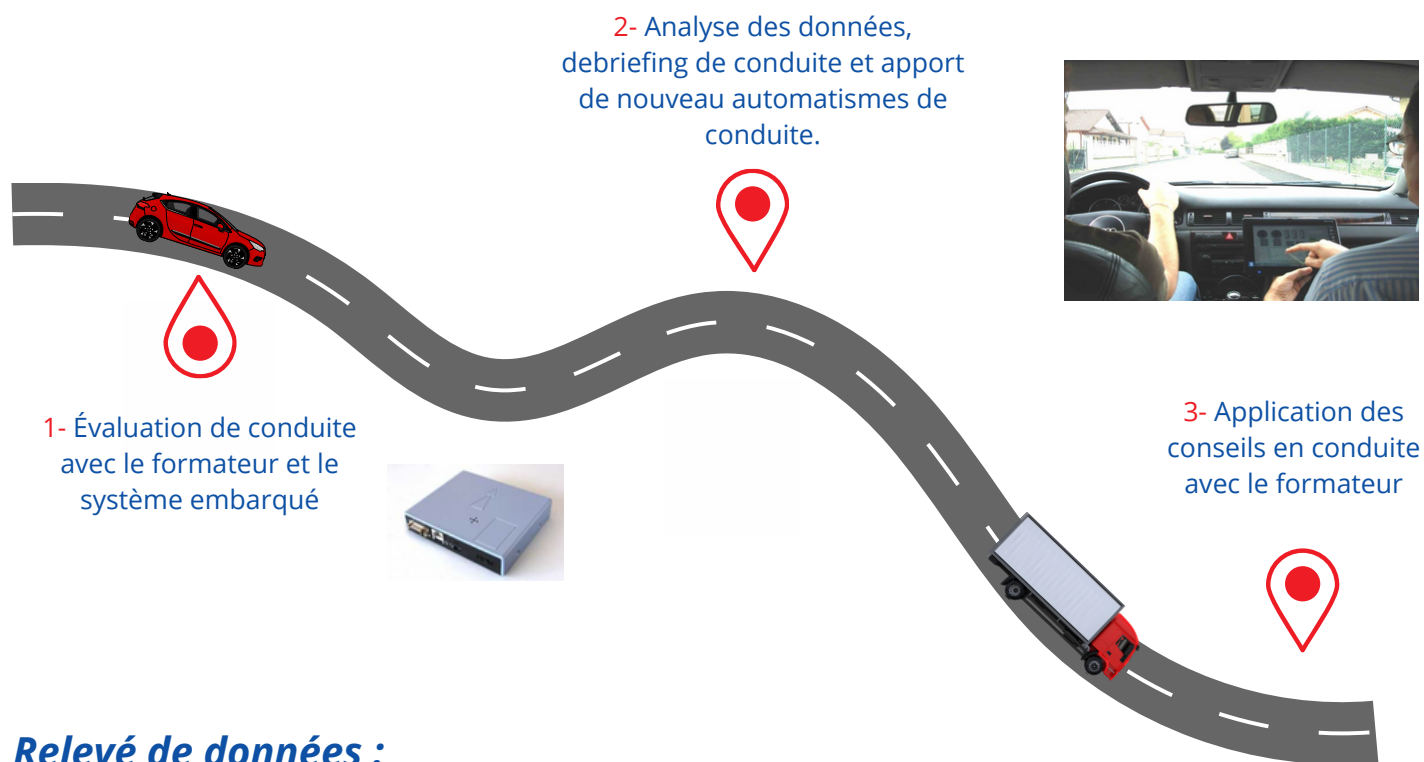 2- Analyse des données,
debriefing de conduite et apport
de nouveau automatismes de
conduite.
1- Évaluation de conduite
avec le formateur et le
système embarqué
3- Application des
conseils en conduite
avec le formateur
Relevé de données :